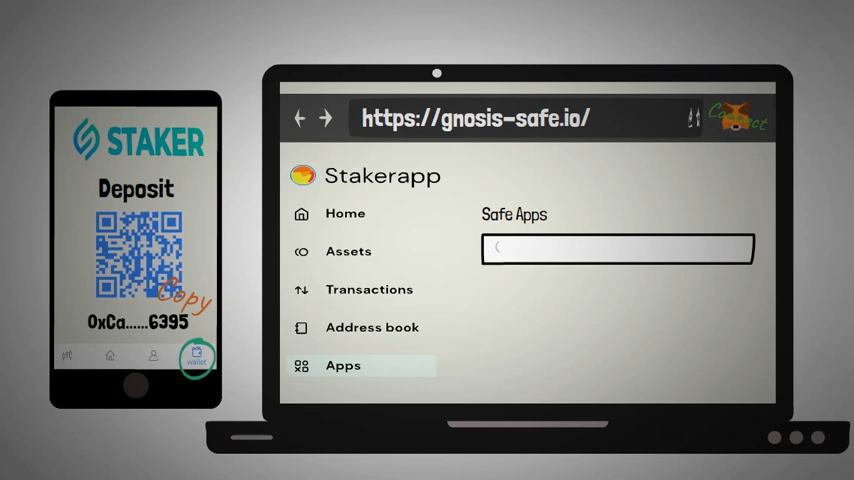 STAKER
Deposit
Copy
0xCa......6395
wallet
https://gnosis-safe.io/
Connect
Stakerapp
Home
Assets
Transactions
Address book
Apps
Safe Apps